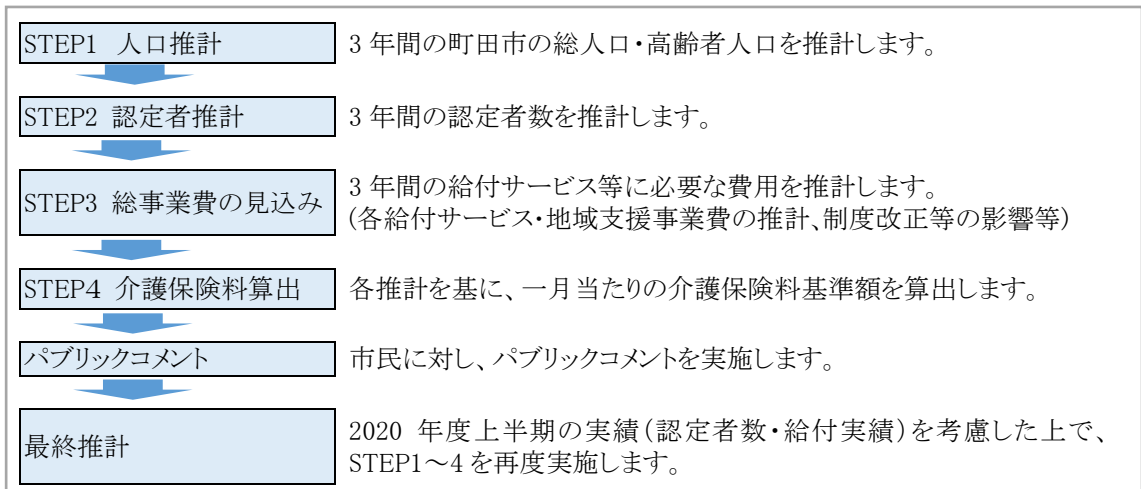 STEP1 人口推計
3年間の町田市の総人口・高齢者人口を推計します。
STEP2 認定者推計
3年間の認定者数を推計します。
STEP3 総事業費の見込み
3年間の給付サービス等に必要な費用を推計します。
(各給付サービス・地域支援事業費の推計、制度改正等の影響等)
STEP4 介護保険料算出
各推計を基に、一月当たりの介護保険料基準額を算出します。
パブリックコメント
市民に対し、パブリックコメントを実施します。
最終推計
2020 年度上半期の実績(認定者数・給付実績)を考慮した上で、
STEP1～4を再度実施します。